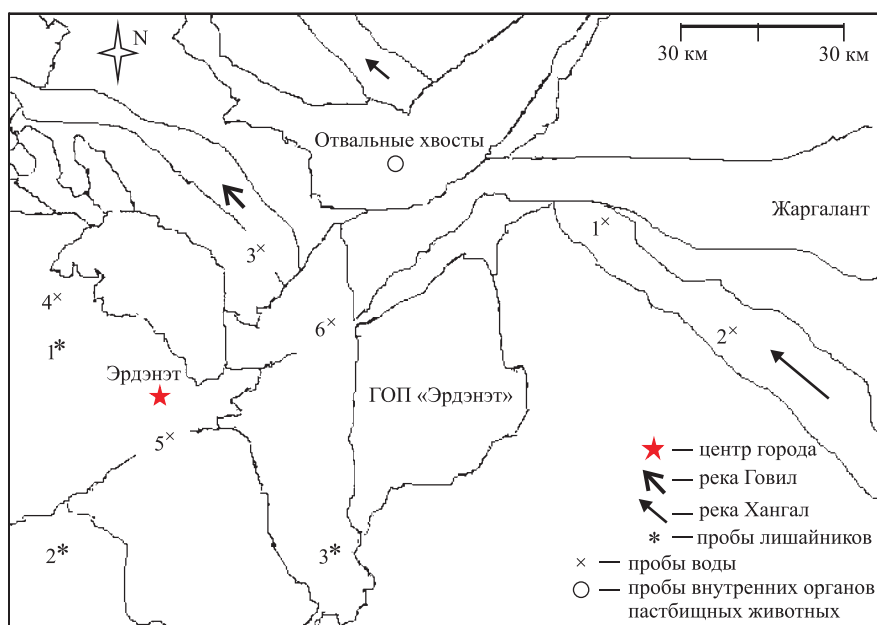 N
30 км
30 км
Отвальные хвосты
Жаргалант
1×
3×
4×
2×
6×
1*
Эрдэнэт
ГОП «Эрдэнэт»
5×
— центр города
— река Говил
— река Хангал
* — пробы лишайников
2*
3*
× — пробы воды
— пробы внутренних органов
пастбищных животных